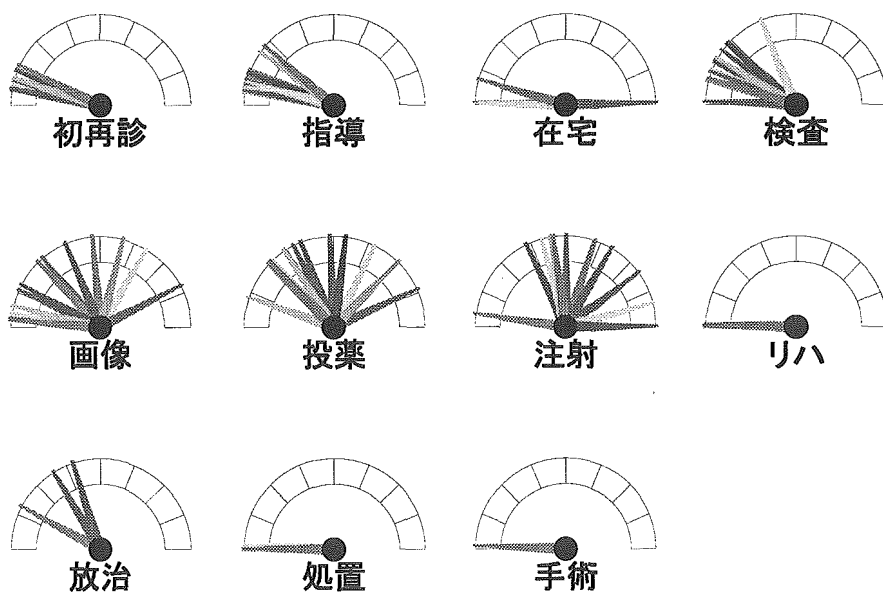 初再診
指導
在宅
検査
画像
投薬
注射
リハ
放治
処置
手術